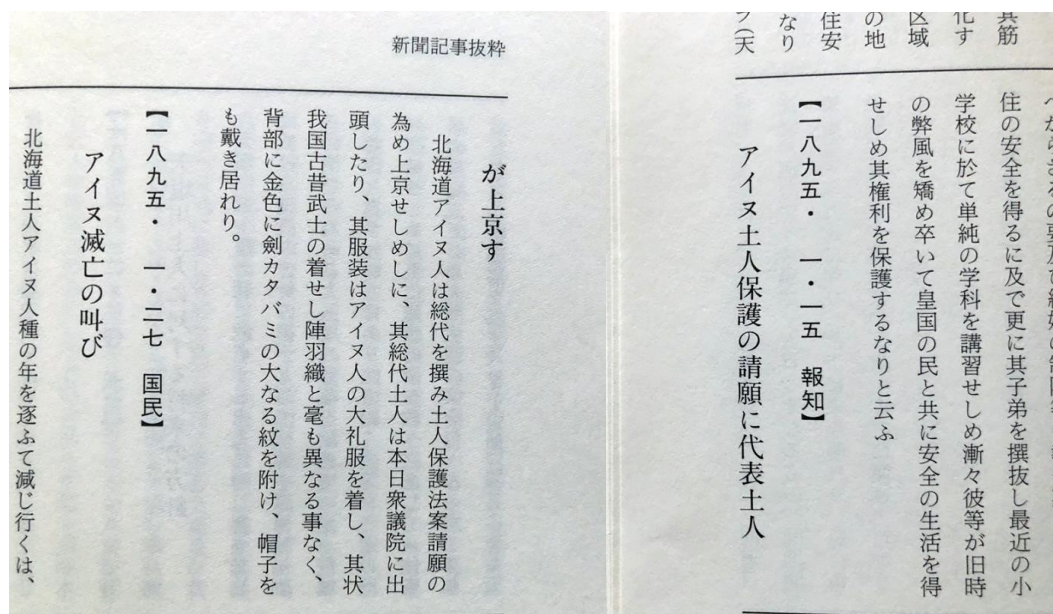 其筋
化す
区域
の地
住安
なり
住の安全を得るに及で更に其子弟を撰抜し最近の小
学校に於て単純の学科を講習せしめ漸々彼等が旧時
の弊風を矯め卒いて皇国の民と共に安全の生活を得
せしめ其権利を保護するなりと云ふ
【一八九五・ 一・一五 報知】
アイヌ土人保護の請願に代表土人
新聞記事抜粋
が上京す
北海道アイヌ人は総代を撰み土人保護法案請願の
為め上京せしめしに、其総代土人は本日衆議院に出
頭したり、其服装はアイヌ人の大礼服を着し、其状
我国古昔武士の着せし陣羽織と毫も異なる事なく、
背部に金色に劍カタバミの大なる紋を附け、帽子を
も戴き居れり。
【一八九五・ 一・二七 国民】
アイヌ滅亡の叫び
北海道土人アイヌ人種の年を逐ふて減じ行くは、